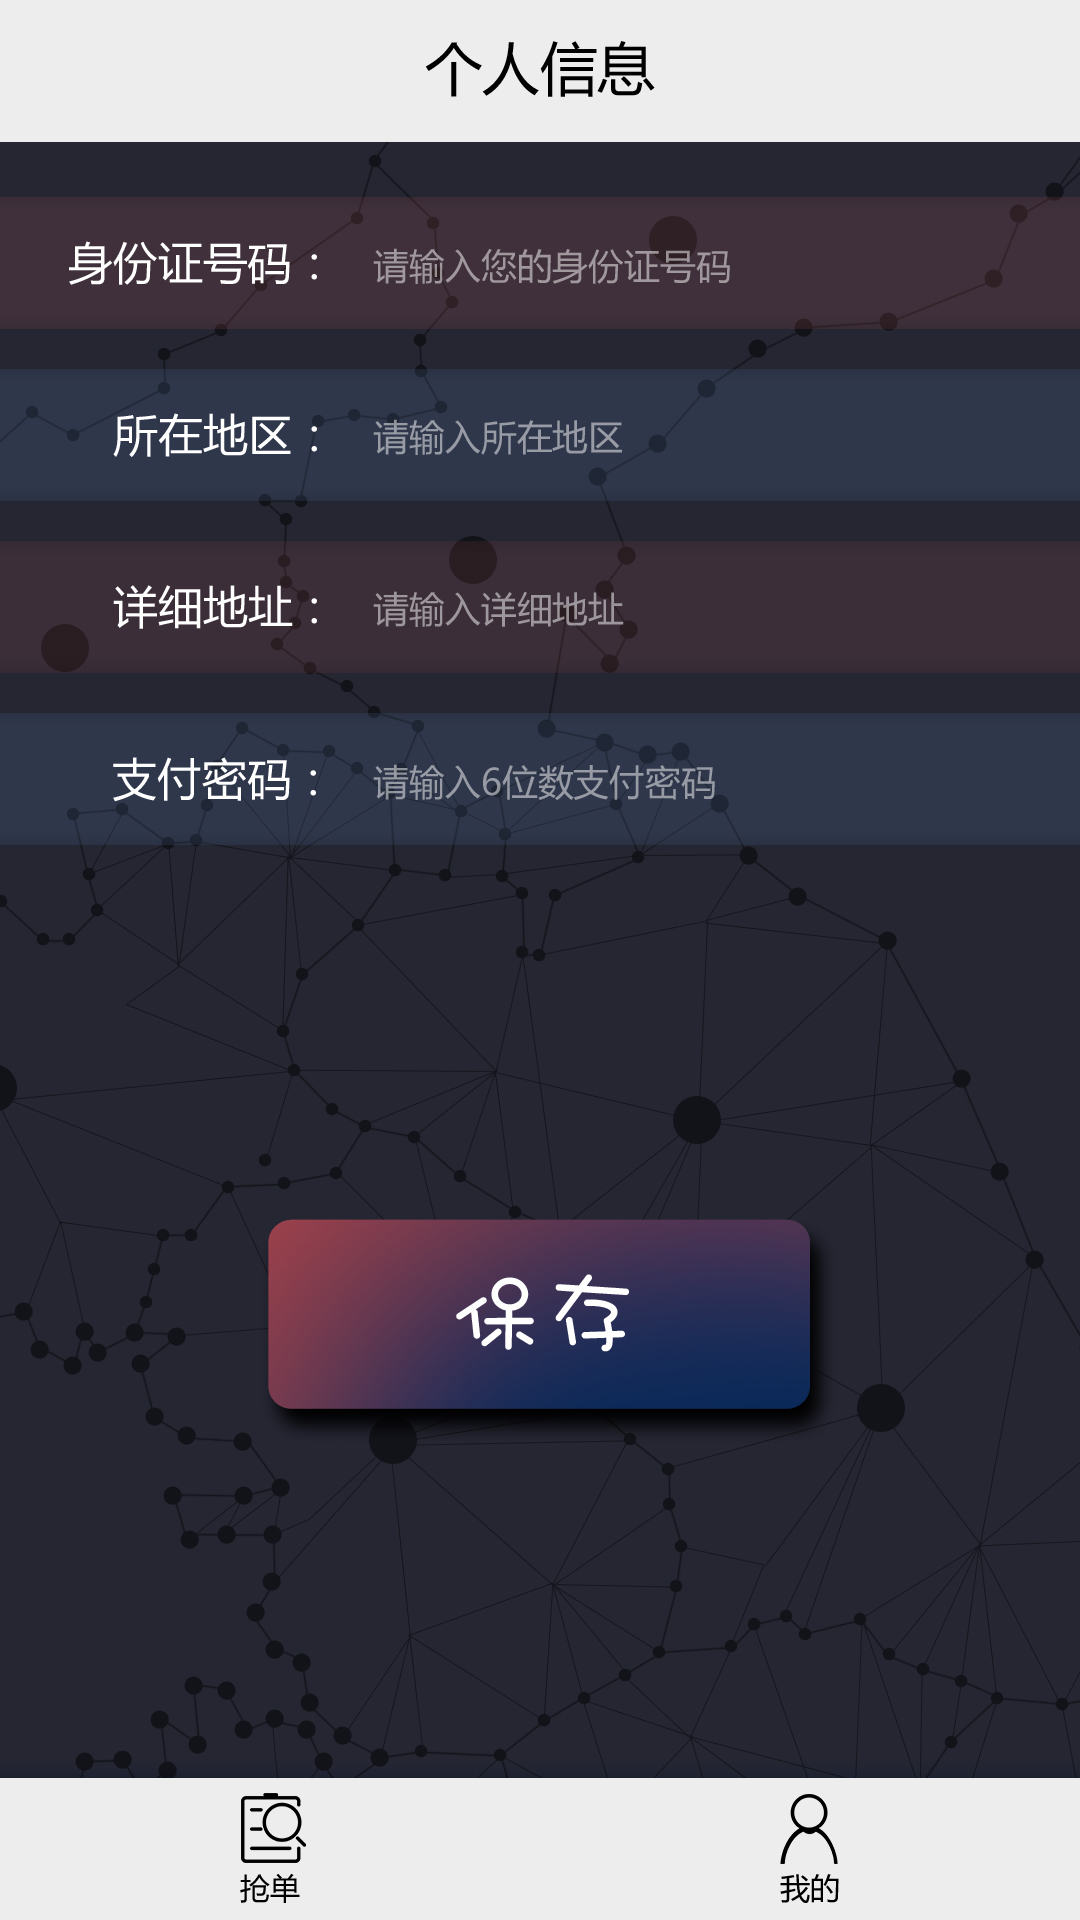 个人信息
身份证号码： 请输入您的身份证号码
所在地区： 请输入所在地区
详细地址： 请输入详细地址
支付密码： 请输入6位数支付密码
保存
抢单 我的